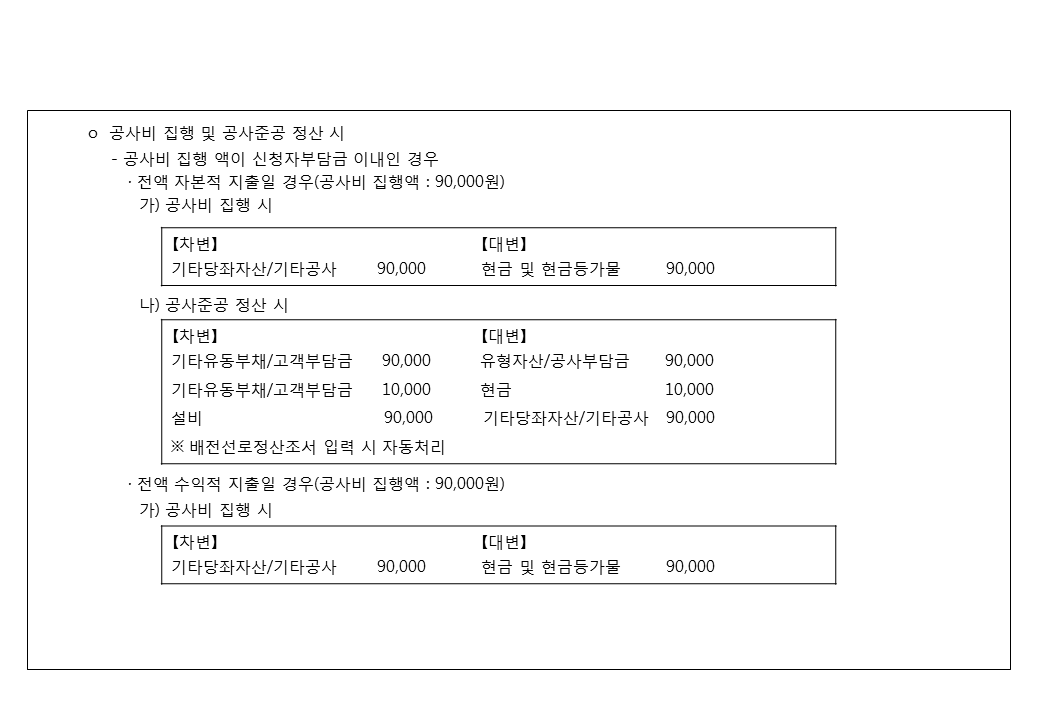 ㅇ 공사비 집행 및 공사준공 정산 시
- 공사비 집행 액이 신청자부담금 이내인 경우
· 전액 자본적 지출일 경우(공사비 집행액 : 90,000원)
가) 공사비 집행 시
【차변】 【대변】
기타당좌자산/기타공사 90,000 현금 및 현금등가물 90,000
나) 공사준공 정산 시
【차변】 【대변】
기타유동부채/고객부담금 90,000 유형자산/공사부담금 90,000
기타유동부채/고객부담금 10,000 현금 10,000
설비 90,000 기타당좌자산/기타공사 90,000
※ 배전선로정산조서 입력 시 자동처리
· 전액 수익적 지출일 경우(공사비 집행액 : 90,000원)
가) 공사비 집행 시
【차변】 【대변】
기타당좌자산/기타공사 90,000 현금 및 현금등가물 90,000